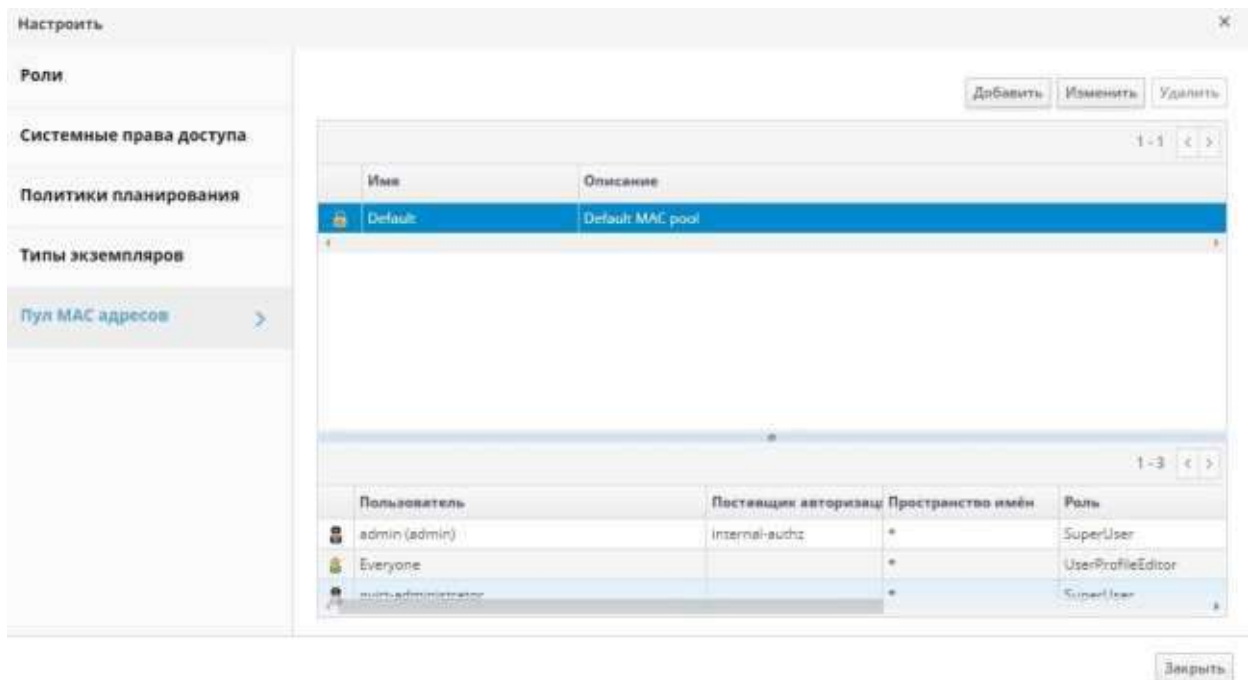 Настроить
Роли
Системные права доступа
Политики планирования
Типы экземпляров
Пул MAC адресов
Добавить Изменить Удалить
1 - 1
Имя Описание
Default Default MAC pool
1 - 3
Пользователь Поставщик авторизац Пространство имён Роль
admin (admin) internal-authz * SuperUser
Everyone * UserProfileEditor
* SuperUser
Закрыть